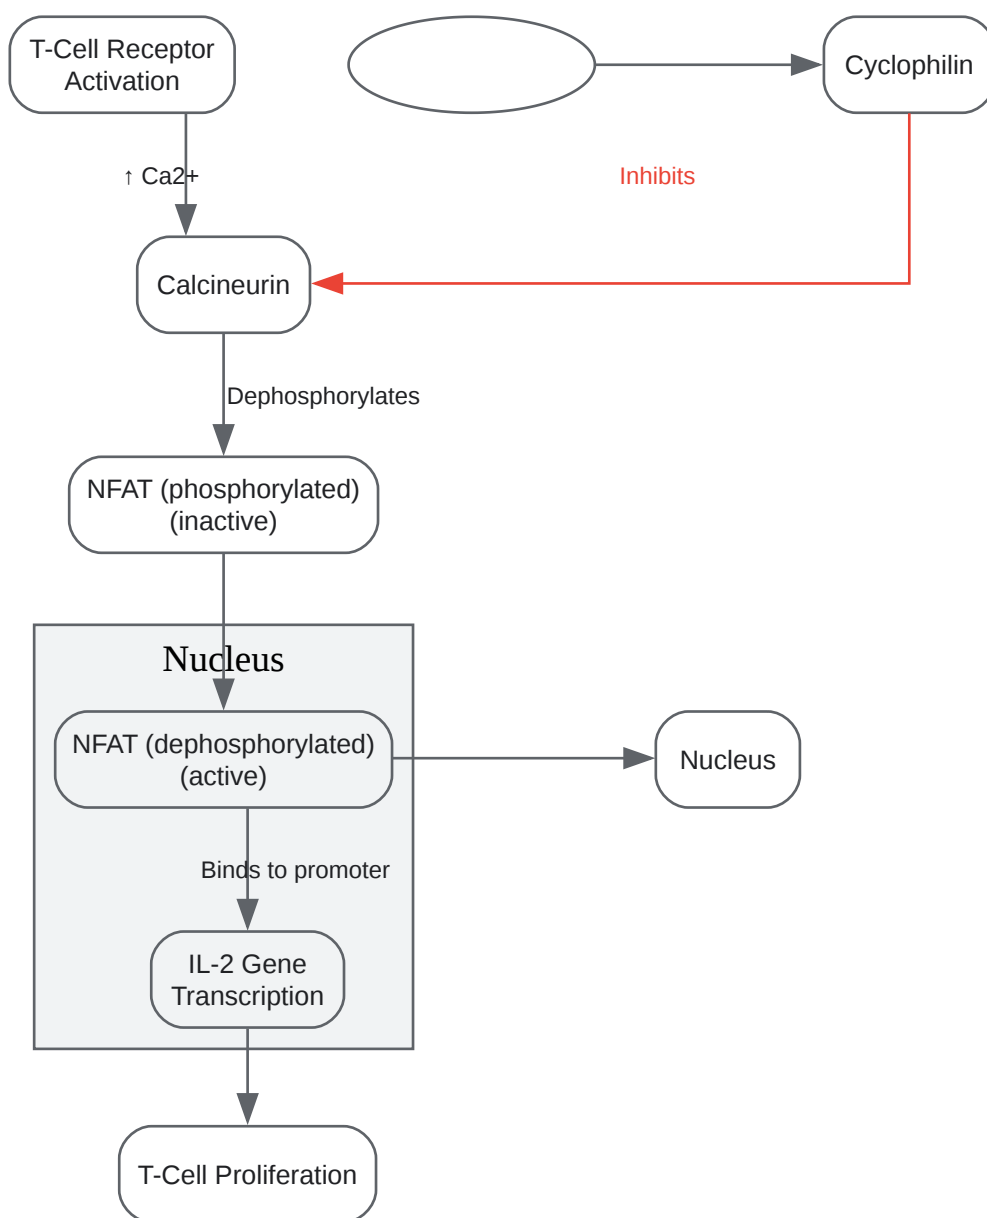 T-Cell Receptor
Activation
Cyclophilin
↑ Ca2+
Inhibits
Calcineurin
Dephosphorylates
NFAT (phosphorylated)
(inactive)
Nucleus
NFAT (dephosphorylated)
(active)
Nucleus
Binds to promoter
IL-2 Gene
Transcription
T-Cell Proliferation